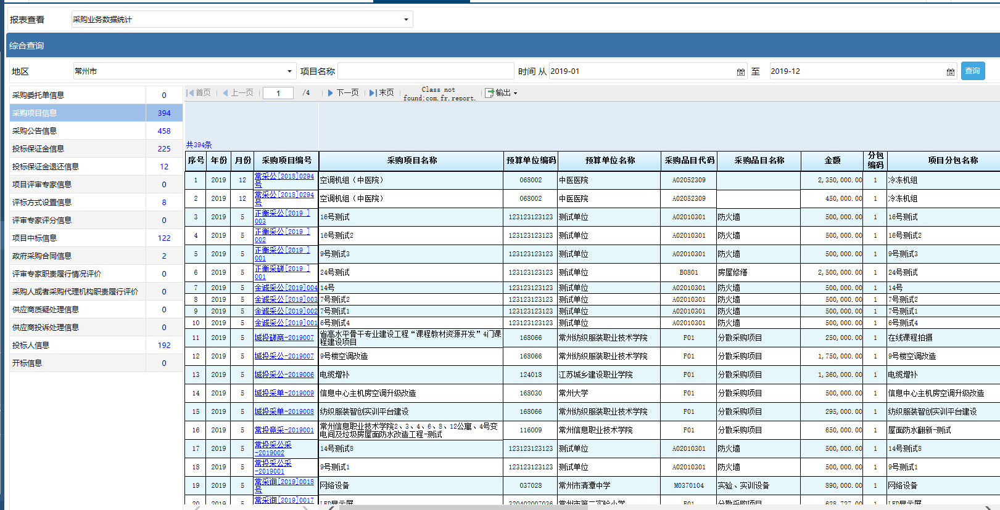 报表查看 采购业务数据统计
综合查询
地区 常州市 项目名称 时间 从 2019-01 至 2019-12 查询
采购委托单信息 0
采购项目信息 394
采购公告信息 458
投标保证金信息 225
投标保证金退还信息 12
项目评审专家信息 0
评标方式设置信息 8
评审专家评分信息 0
项目中标信息 122
政府采购合同信息 2
评审专家职责履行情况评价 0
采购人或者采购代理机构职责履行评价 0
供应商质疑处理信息 0
供应商投诉处理信息 0
投标人信息 192
开标信息 0
首页 上一页 1 /4 下一页 末页 Class not
found:com.fr.report. 输出
共394条
序号 年份 月份 采购项目编号 采购项目名称 预算单位编码 预算单位名称 采购品目代码 采购品目名称 金额 分包
编码 项目分包名称
1 2019 12 常采公[2018]0294
号 空调机组（中医院） 068002 中医医院 A02052309 2,350,000.00 1 冷冻机组
2 2019 12 常采公[2018]0294
号 空调机组（中医院） 068002 中医医院 A02052309 450,000.00 1 冷冻机组
3 2019 5 正衡采公[2019 ]
003 16号测试 123123123123 测试单位 A02010301 防火墙 500,000.00 1 16号测试
4 2019 5 正衡采公[2019 ]
002 16号测试2 123123123123 测试单位 A02010301 防火墙 500,000.00 1 16号测试2
5 2019 5 正衡采公[2019 ]
001 9号测试3 123123123123 测试单位 A02010301 防火墙 500,000.00 1 9号测试3
6 2019 5 正衡采磋[2019 ]
001 24号测试 123123123123 测试单位 B0801 房屋修缮 2,500,000.00 1 24号测试
7 2019 5 金诚采公[2019]004 14号 123123123123 测试单位 A02010301 防火墙 500,000.00 1 14号
8 2019 5 金诚采公[2019]003 7号测试2 123123123123 测试单位 A02010301 防火墙 500,000.00 1 7号测试2
9 2019 5 金诚采公[2019]002 7号测试1 123123123123 测试单位 A02010301 防火墙 500,000.00 1 7号测试1
10 2019 5 金诚采公[2019]001 6号测试4 123123123123 测试单位 A02010301 防火墙 500,000.00 1 6号测试4
11 2019 5 城投磋商-2019007 省高水平骨干专业建设工程“课程教材资源开发”4门课
程建设项目 168066 常州纺织服装职业技术学院 F01 分散采购项目 250,000.00 1 在线课程拍摄
12 2019 5 城投采公-2019007 9号楼空调改造 168066 常州纺织服装职业技术学院 F01 分散采购项目 1,750,000.00 1 9号楼空调改造
13 2019 5 城投采公-2019006 电缆增补 124018 江苏城乡建设职业学院 F01 分散采购项目 1,360,000.00 1 电缆增补
14 2019 5 城投采单-2019009 信息中心主机房空调升级改造 168030 常州大学 F01 分散采购项目 500,000.00 1 信息中心主机房空调升级改造
15 2019 5 城投采单-2019008 纺织服装智创实训平台建设 168066 常州纺织服装职业技术学院 F01 分散采购项目 295,000.00 1 纺织服装智创实训平台建设
16 2019 5 常投竞采-2019001 常州信息职业技术学院2、3、4、6、8、12公寓、4号变
电间及垃圾房屋面防水改造工程-测试 116009 常州信息职业技术学院 F01 分散采购项目 650,000.00 1 屋面防水翻新-测试
17 2019 5 常投采公采
-2019002 14号测试8 123123123123 测试单位 A02010301 防火墙 500,000.00 1 14号测试8
18 2019 5 常投采公采
-2019001 9号测试1 123123123123 测试单位 A02010301 防火墙 500,000.00 1 9号测试1
19 2019 5 常采询[2019]0018
号 网络设备 037028 常州市清潭中学 M0370104 实验、实训设备 890,000.00 1 网络设备
20 2019 5 常采询[2019]0017 LED显示屏 320402007036 常州市第二实验小学 F01 分散采购项目 628,727.00 1 LED显示屏